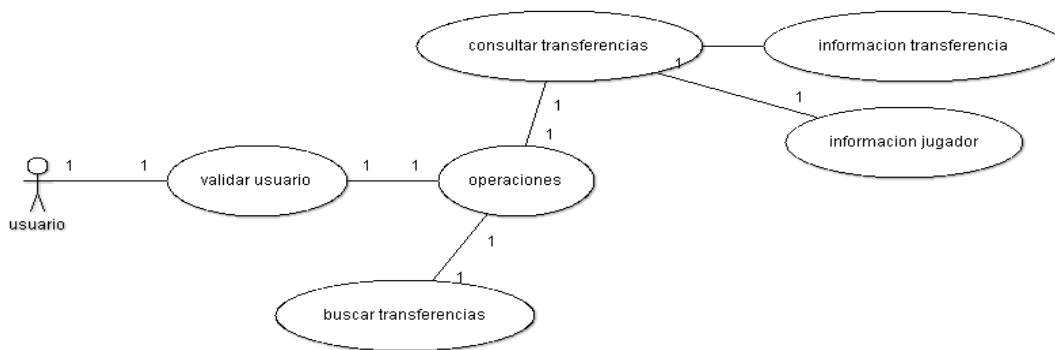 consultar transferencias
informacion transferencia
1
1
1
informacion jugador
1
1
1
1
1
validar usuario
operaciones
usuario
1
1
buscar transferencias